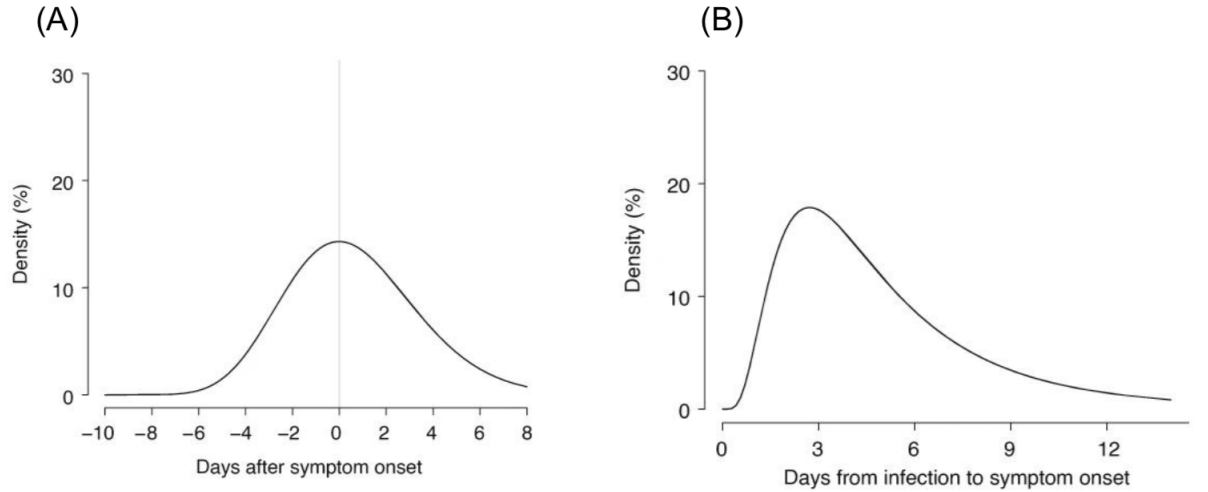 (A)
(B)
30
20
10
0
Density (%)
−10 −8 −6 −4 −2 0 2 4 6 8
Days after symptom onset
30
20
10
0
Density (%)
0 3 6 9 12
Days from infection to symptom onset